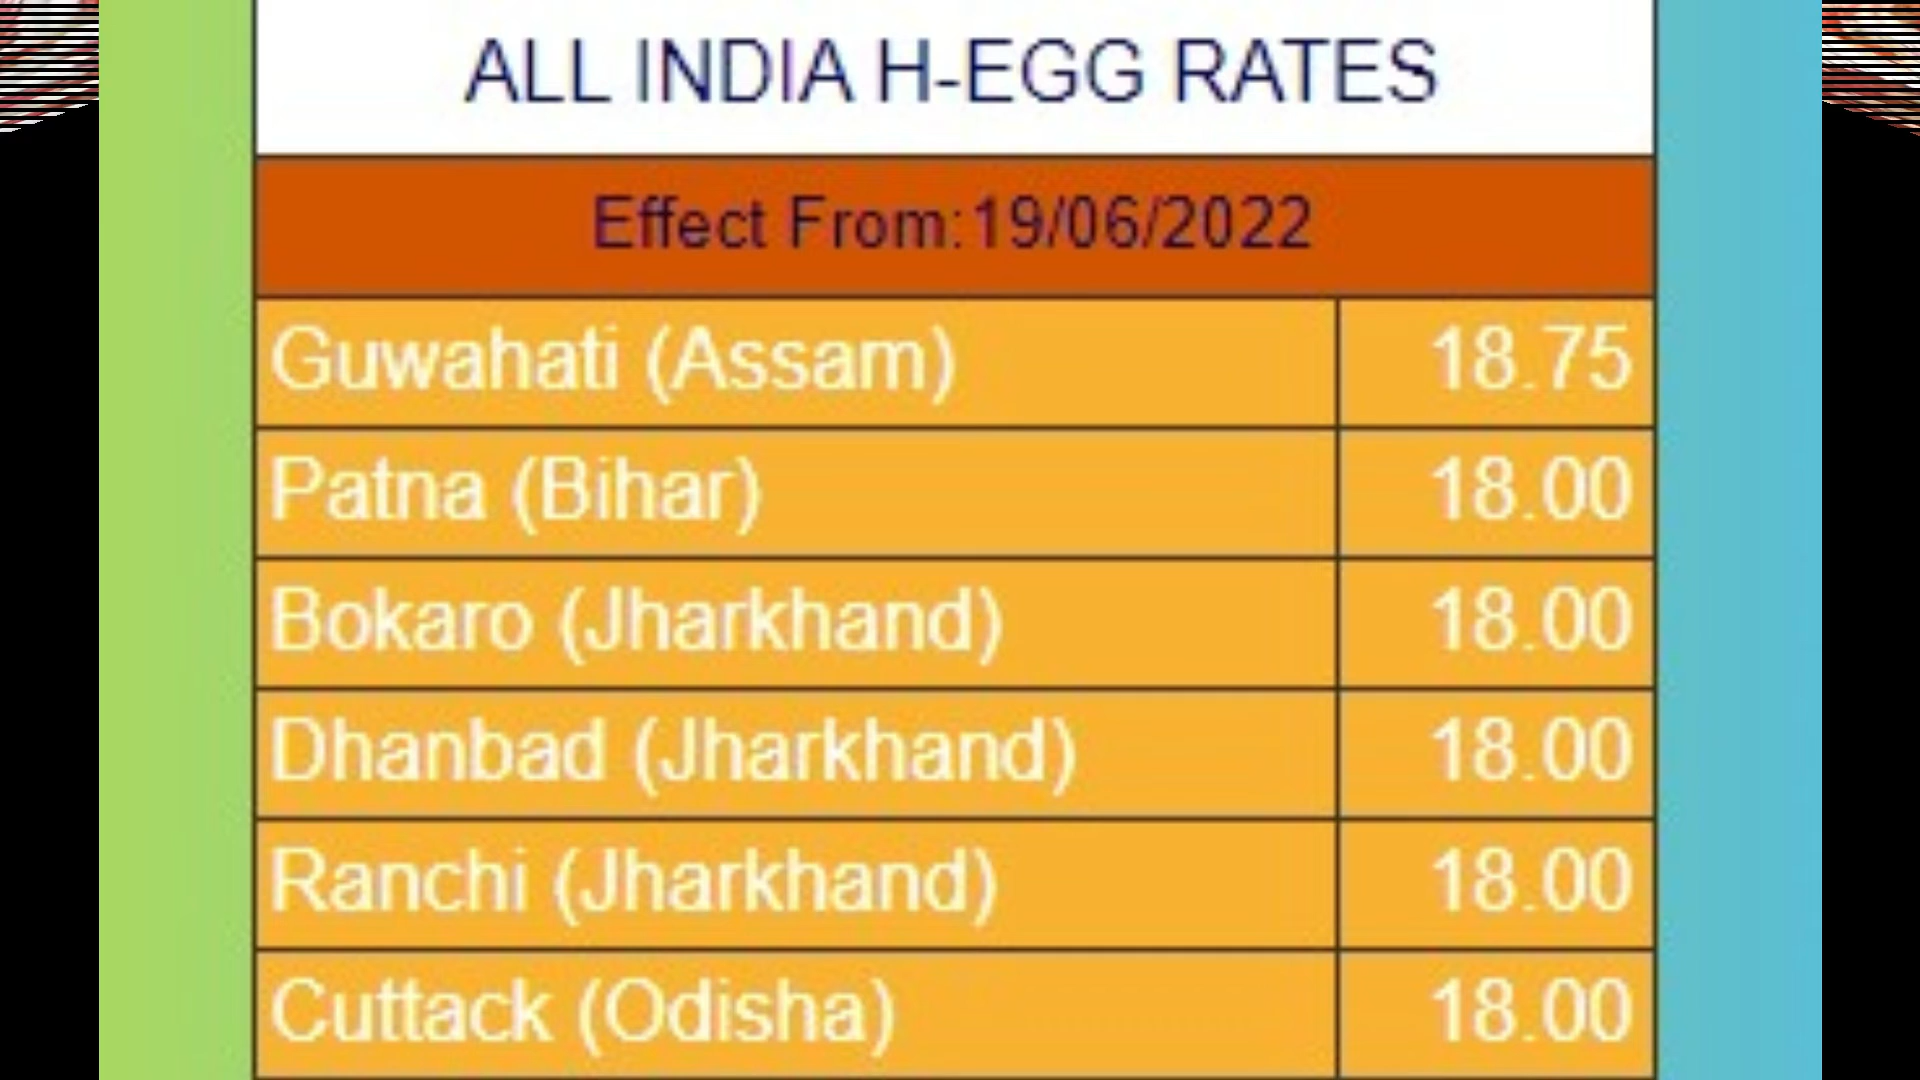 ALL INDIA H-EGG RATES
Effect From:19/06/2022
Guwahati (Assam) 18.75
Patna (Bihar) 18.00
Bokaro (Jharkhand) 18.00
Dhanbad (Jharkhand) 18.00
Ranchi (Jharkhand) 18.00
Cuttack (Odisha) 18.00